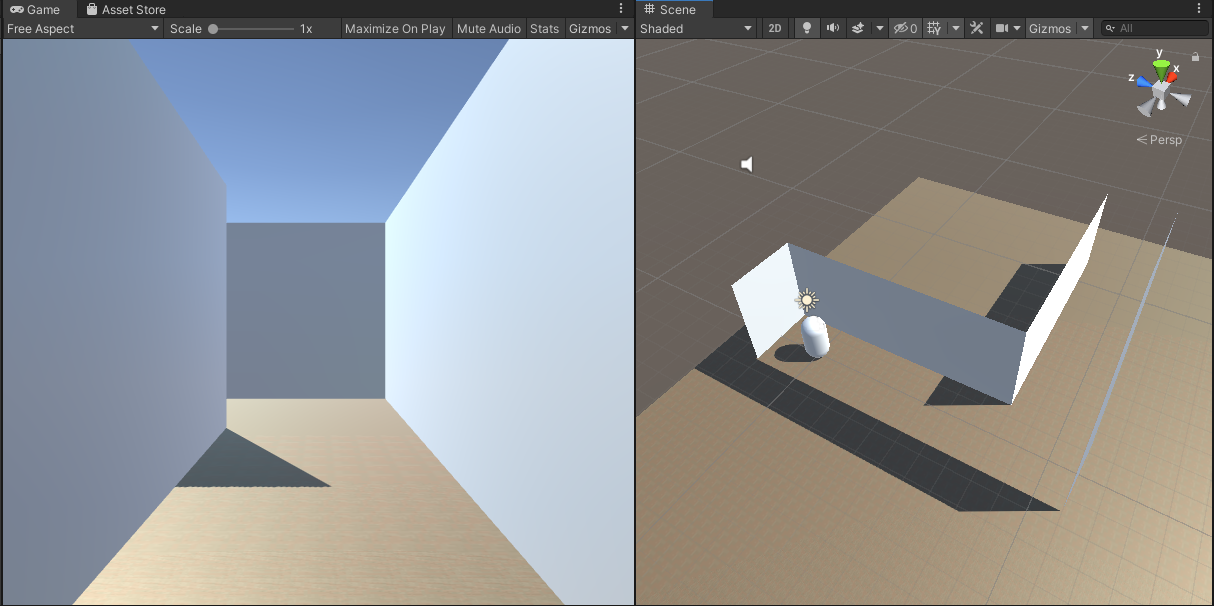 Game Asset Store
Free Aspect Scale 1x Maximize On Play Mute Audio Stats Gizmos
Scene
Shaded 2D 0 Gizmos All
y
x
z
Persp